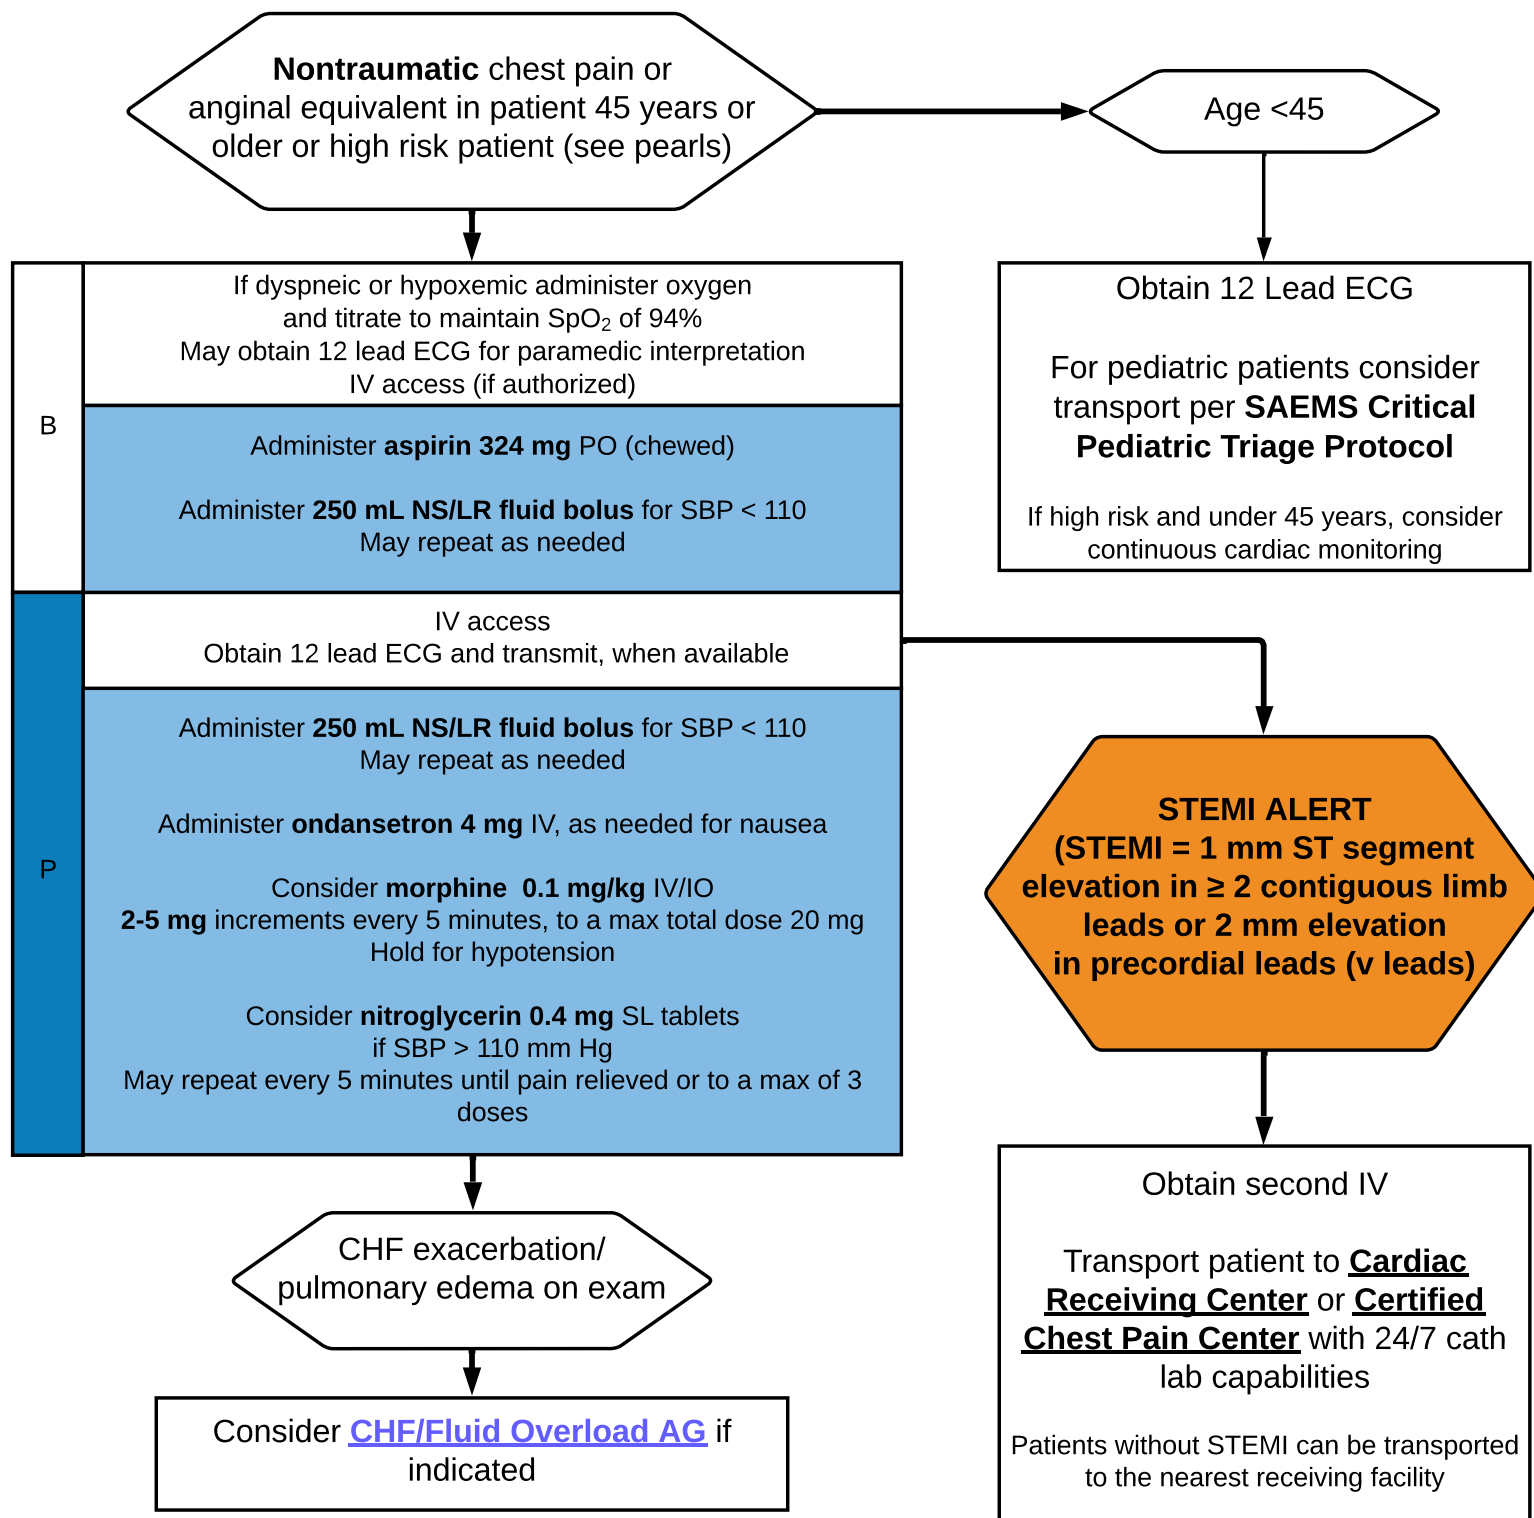 Nontraumatic chest pain or
anginal equivalent in patient 45 years or
older or high risk patient (see pearls)
Age <45
If dyspneic or hypoxemic administer oxygen
and titrate to maintain SpO₂ of 94%
May obtain 12 lead ECG for paramedic interpretation
IV access (if authorized)
B
Administer aspirin 324 mg PO (chewed)
Administer 250 mL NS/LR fluid bolus for SBP < 110
May repeat as needed
Obtain 12 Lead ECG
For pediatric patients consider
transport per SAEMS Critical
Pediatric Triage Protocol
If high risk and under 45 years, consider
continuous cardiac monitoring
IV access
Obtain 12 lead ECG and transmit, when available
P
Administer 250 mL NS/LR fluid bolus for SBP < 110
May repeat as needed
Administer ondansetron 4 mg IV, as needed for nausea
Consider morphine  0.1 mg/kg IV/IO
2-5 mg increments every 5 minutes, to a max total dose 20 mg
Hold for hypotension
Consider nitroglycerin 0.4 mg SL tablets
if SBP > 110 mm Hg
May repeat every 5 minutes until pain relieved or to a max of 3
doses
STEMI ALERT
(STEMI = 1 mm ST segment
elevation in ≥ 2 contiguous limb
leads or 2 mm elevation
in precordial leads (v leads)
CHF exacerbation/
pulmonary edema on exam
Consider CHF/Fluid Overload AG if
indicated
Obtain second IV
Transport patient to Cardiac
Receiving Center or Certified
Chest Pain Center with 24/7 cath
lab capabilities
Patients without STEMI can be transported
to the nearest receiving facility